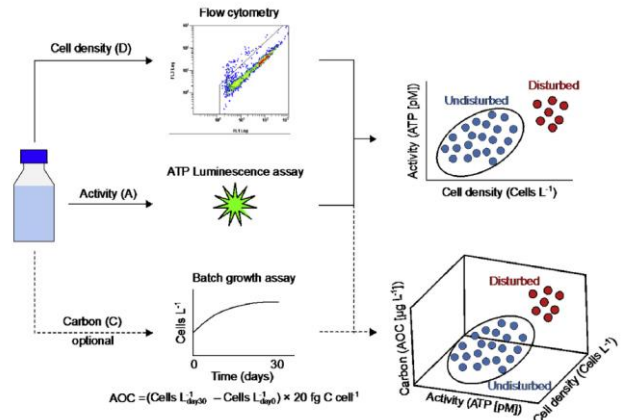 Flow cytometry
Cell density (D)
Disturbed
Undisturbed
Activity (ATP [pM])
Cell density (Cells L-1)
ATP Luminescence assay
Activity (A)
Batch growth assay
Carbon (C)
optional
Cells L-1
0
30
Time (days)
AOC =(Cells L-1day30 – Cells L-1day0) × 20 fg C cell-1
Disturbed
Undisturbed
Carbon (AOC [µg L-1])
Activity (ATP [pM])
Cell density (Cells L-1)